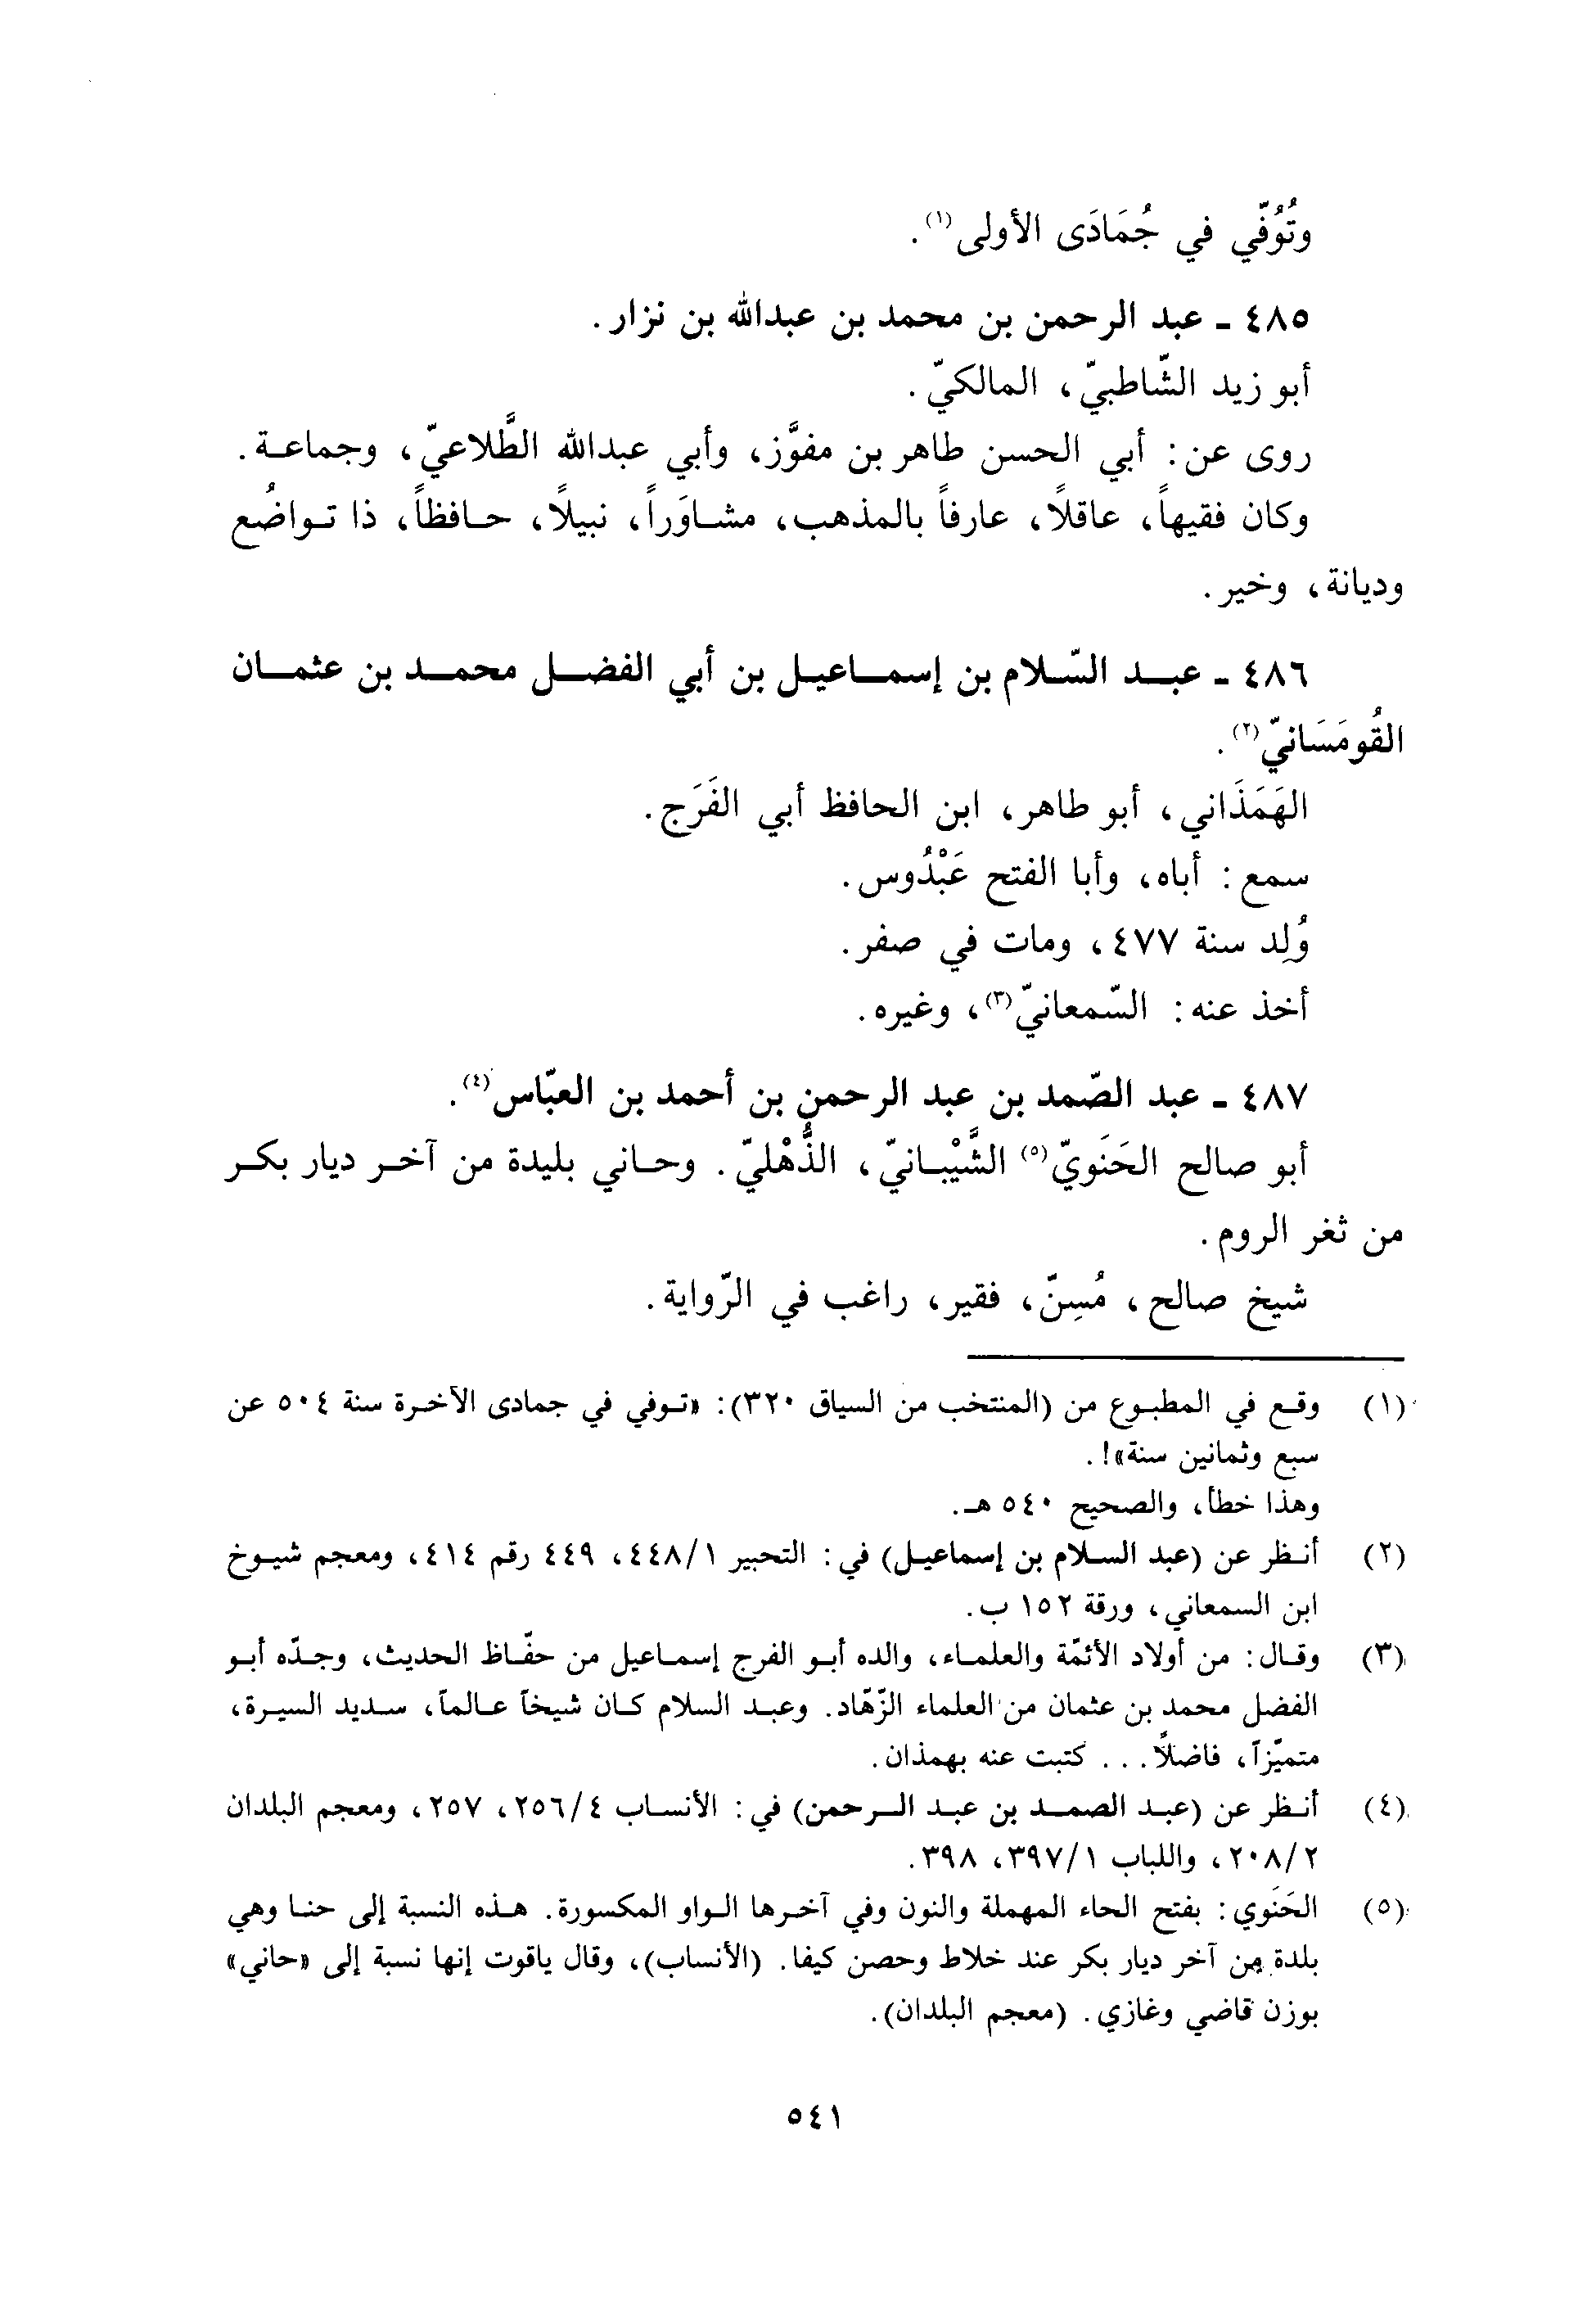 وتُوُفّي في جُمَادَى الأولى(١).
٤٨٥ ـ عبد الرحمن بن محمد بن عبدالله بن نزار.
أبو زيد الشّاطبيّ، المالكيّ.
روى عن: أبي الحسن طاهر بن مفوَّز، وأبي عبدالله الطَّلاعيّ، وجماعة.
وكان فقيهاً، عاقلاً، عارفاً بالمذهب، مشاوَراً، نبيلاً، حافظاً، ذا تواضُع
وديانة، وخير.
٤٨٦ ـ عبد السّلام بن إسماعيل بن أبي الفضل محمد بن عثمان
القُومَسَانيّ(٢).
الهَمَذَاني، أبو طاهر، ابن الحافظ أبي الفَرَج.
سمع: أباه، وأبا الفتح عَبْدُوس.
وُلِد سنة ٤٧٧، ومات في صفر.
أخذ عنه: السّمعانيّ(٣)، وغيره.
٤٨٧ ـ عبد الصّمد بن عبد الرحمن بن أحمد بن العبّاس(٤).
أبو صالح الحَنَويّ(٥) الشَّيْبانيّ، الذُّهْليّ. وحاني بليدة من آخر ديار بكر
من ثغر الروم.
شيخ صالح، مُسِنّ، فقير، راغب في الرّواية.
(١) وقع في المطبوع من (المنتخب من السياق ٣٢٠): «توفي في جمادى الآخرة سنة ٥٠٤ عن
سبع وثمانين سنة»!.
وهذا خطأ، والصحيح ٥٤٠ هـ.
(٢) أنظر عن (عبد السلام بن إسماعيل) في: التحبير ٤٤٨/١، ٤٤٩ رقم ٤١٤، ومعجم شيوخ
ابن السمعاني، ورقة ١٥٢ ب.
(٣) وقال: من أولاد الأئمّة والعلماء، والده أبو الفرج إسماعيل من حفّاظ الحديث، وجدّه أبو
الفضل محمد بن عثمان من العلماء الزّهّاد. وعبد السلام كان شيخاً عالماً، سديد السيرة،
متميّزاً، فاضلاً... كتبت عنه بهمذان.
(٤) أنظر عن (عبد الصمد بن عبد الرحمن) في: الأنساب ٢٥٦/٤، ٢٥٧، ومعجم البلدان
٢٠٨/٢، واللباب ٣٩٧/١، ٣٩٨.
(٥) الحَنَوي: بفتح الحاء المهملة والنون وفي آخرها الواو المكسورة. هذه النسبة إلى حنا وهي
بلدة من آخر ديار بكر عند خلاط وحصن كيفا. (الأنساب)، وقال ياقوت إنها نسبة إلى «حاني»
بوزن قاضي وغازي. (معجم البلدان).
٥٤١